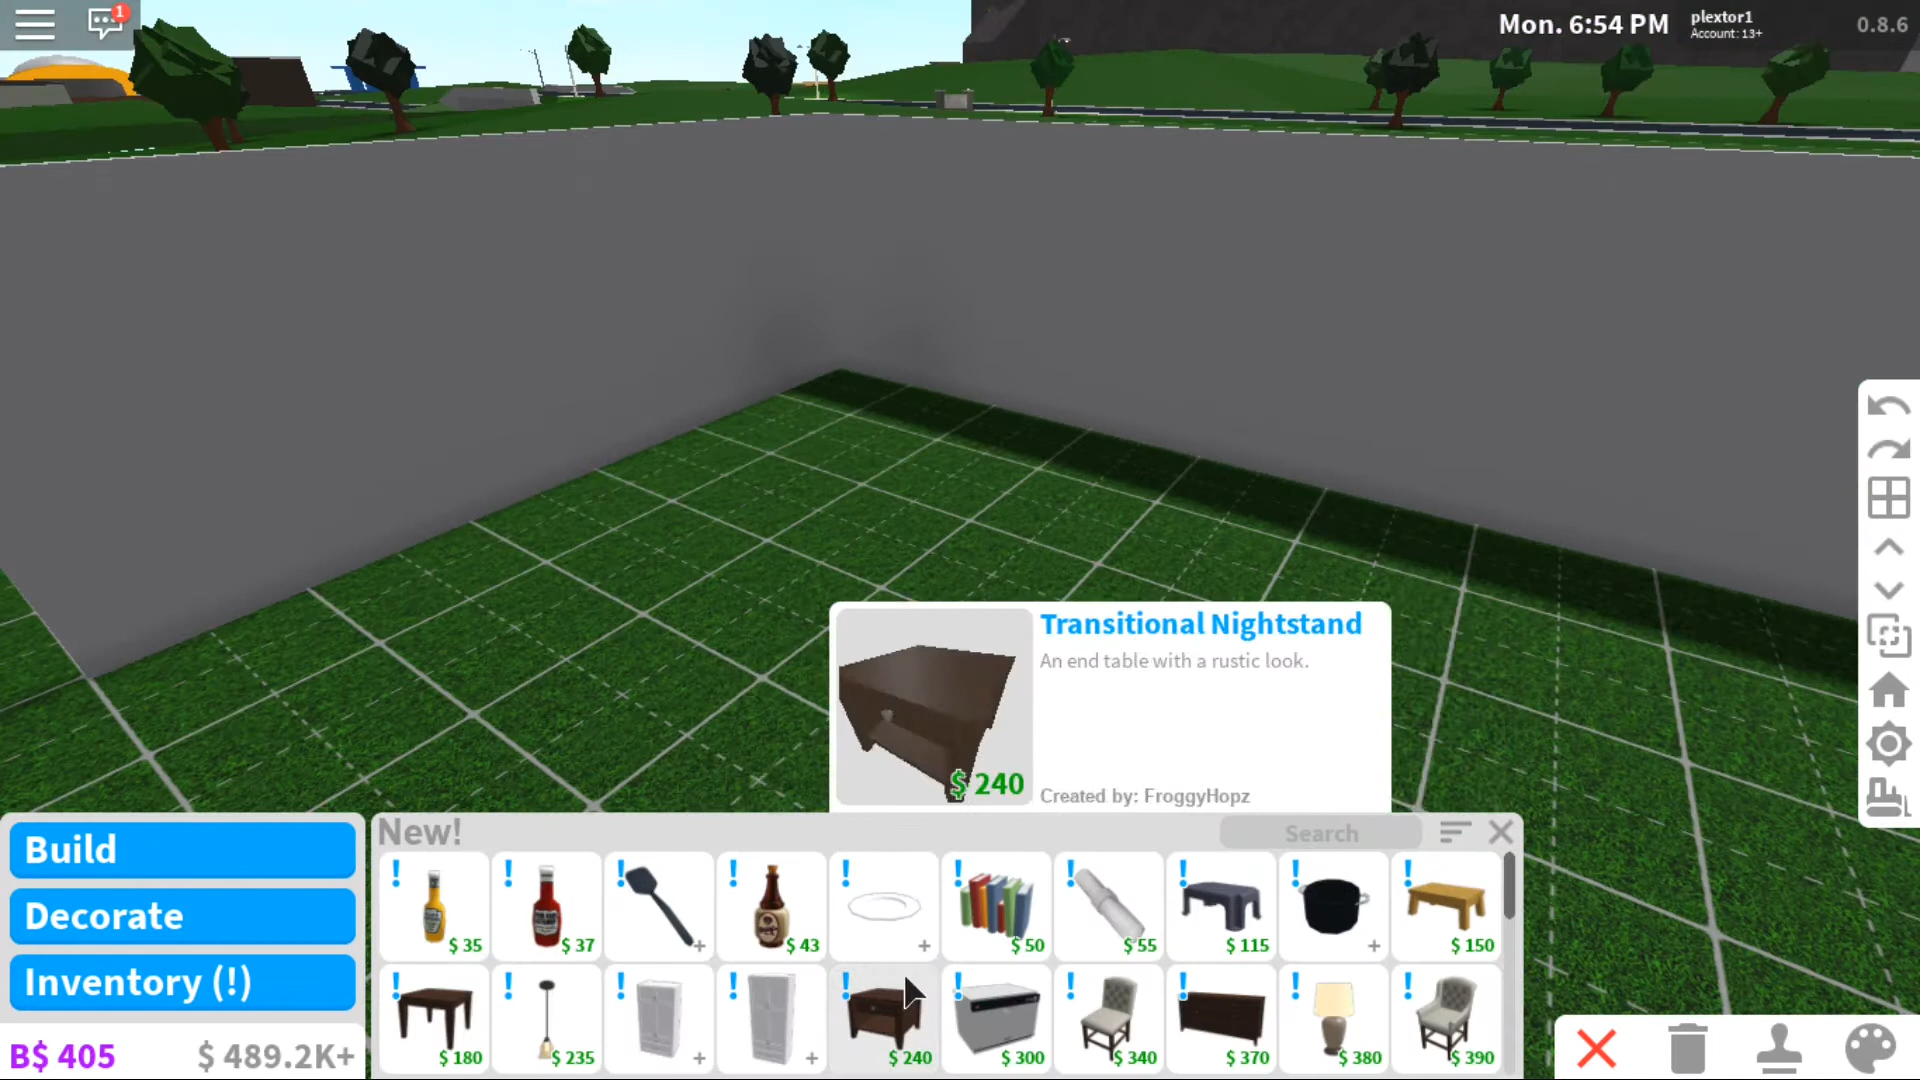 1
Mon. 6:54 PM
plextor1
Account: 13+
0.8.6
Transitional Nightstand
An end table with a rustic look.
$ 240
Created by: FroggyHopz
Build
Decorate
Inventory (!)
B$ 405
$ 489.2K+
New!
Search
! ! ! ! ! ! ! ! ! !
$ 35 $ 37 + $ 43 + $ 50 $ 55 $ 115 + $ 150
! ! ! ! ! ! ! ! ! !
$ 180 $ 235 + + $ 240 $ 300 $ 340 $ 370 $ 380 $ 390